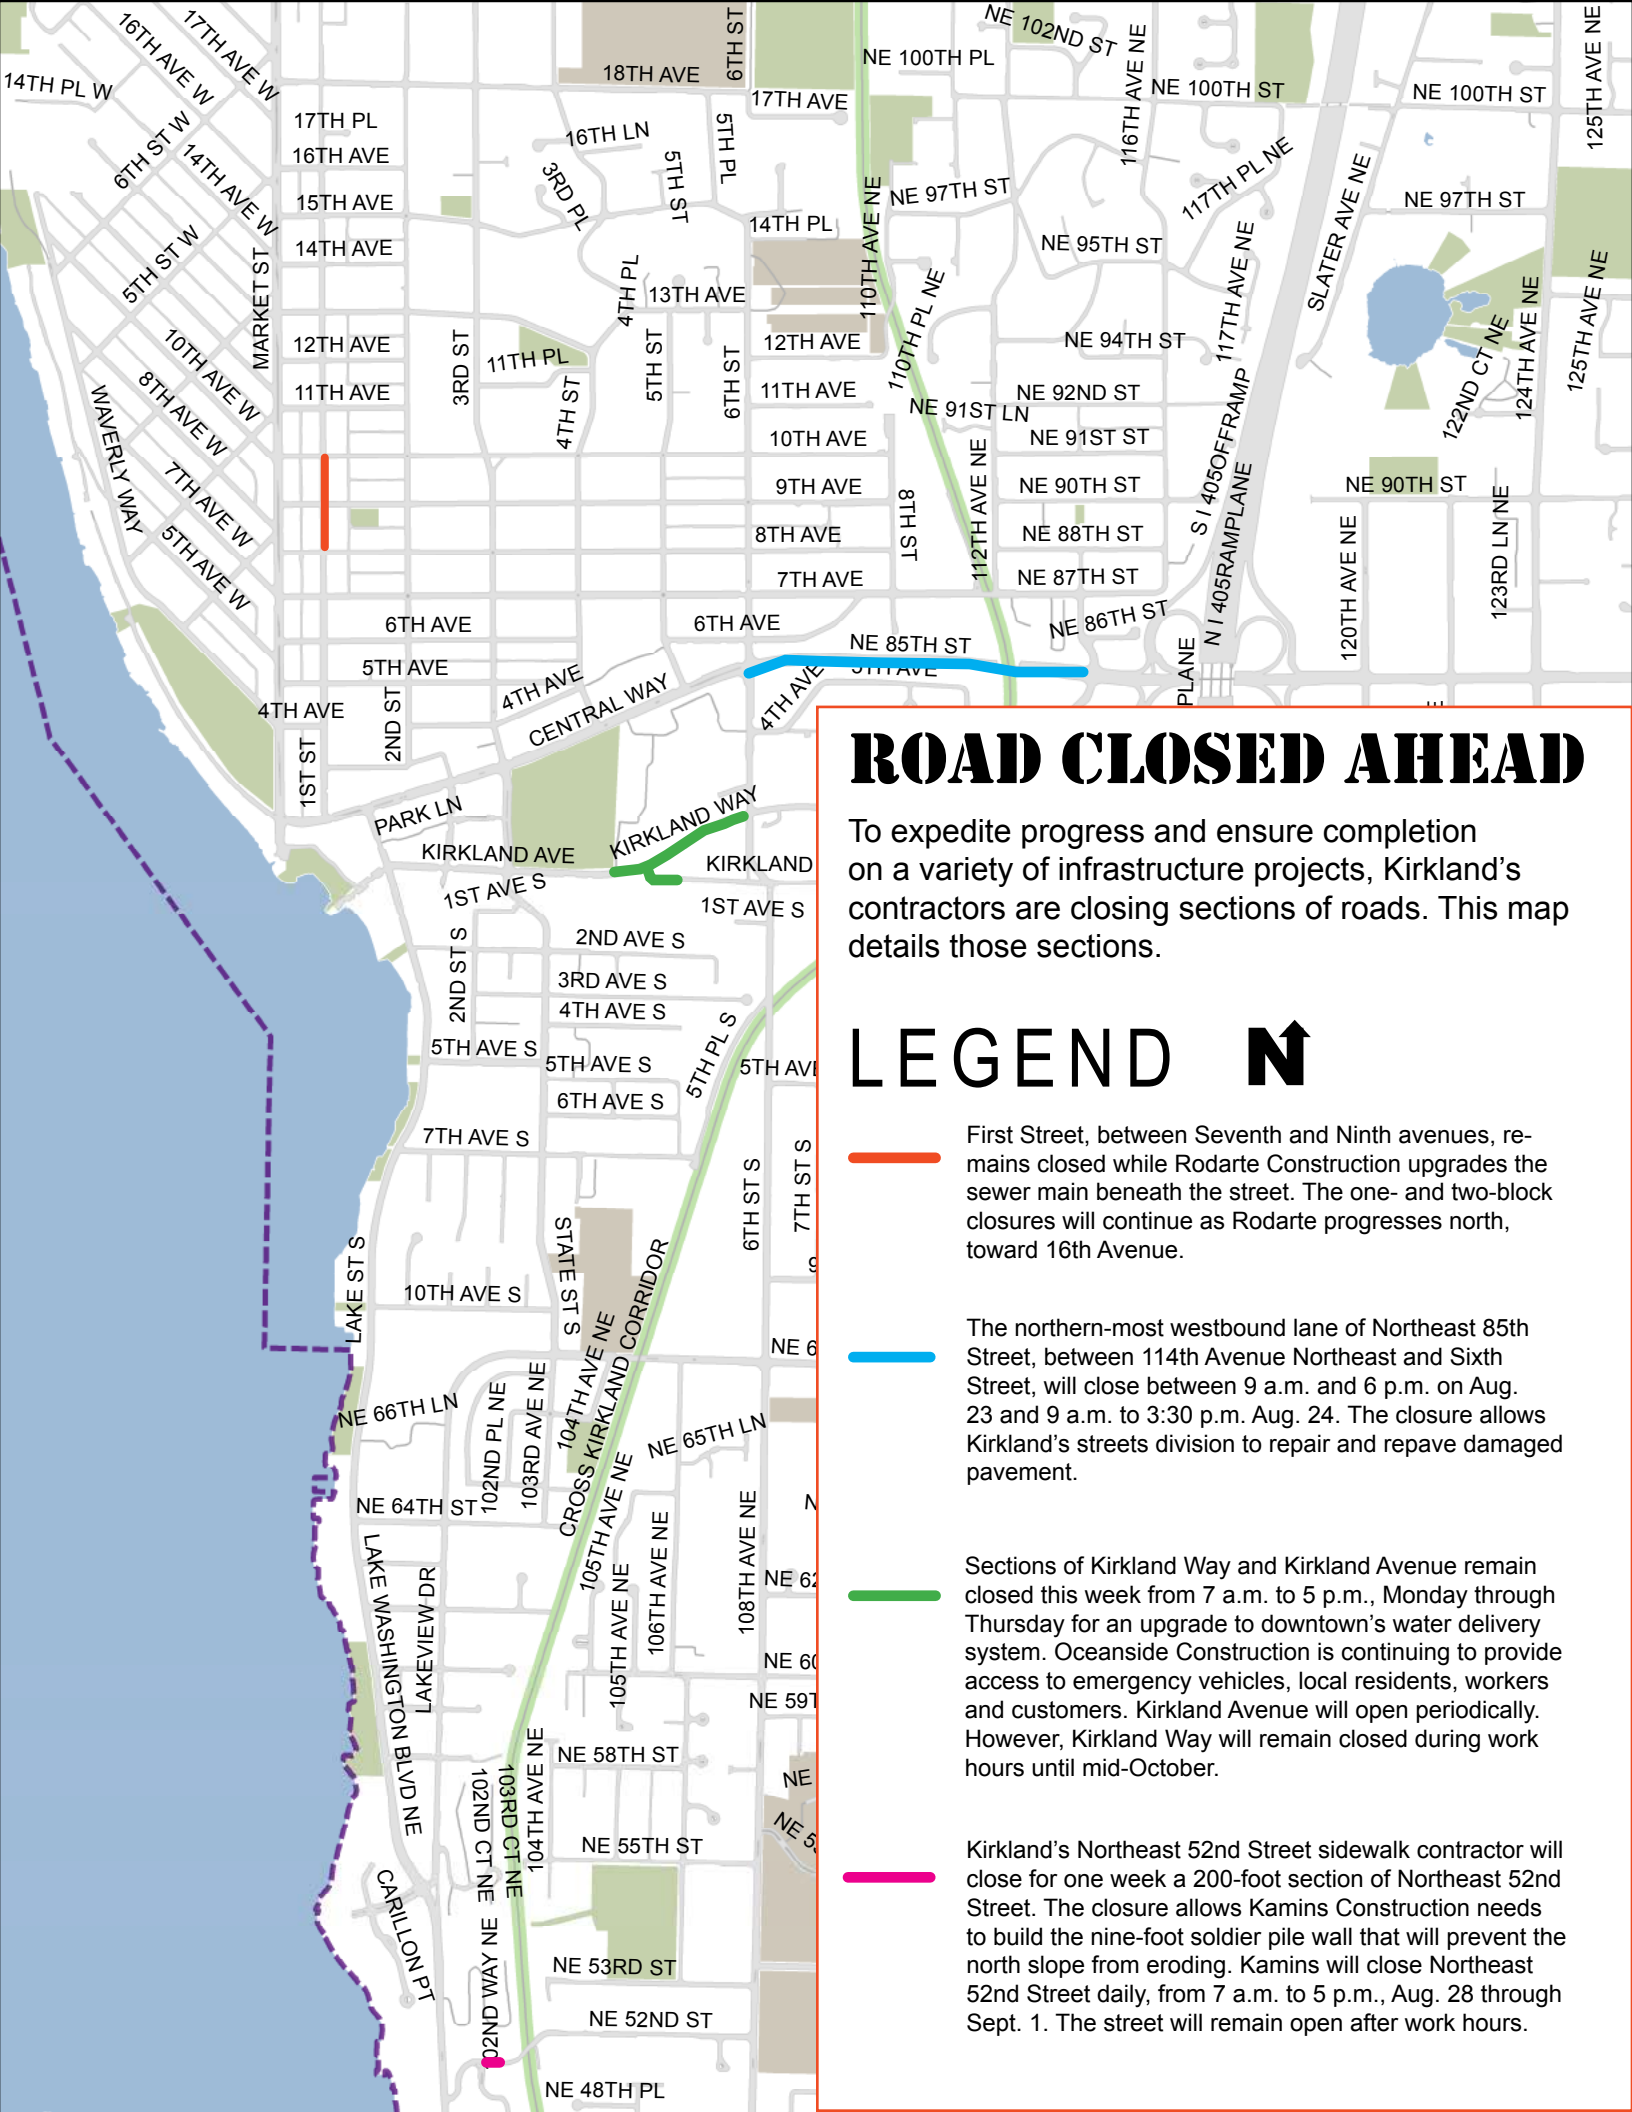 NE 102ND ST
17TH AVE W
16TH AVE W
6TH ST
116TH AVE NE
125TH AVE NE
NE 100TH PL
18TH AVE
14TH PL W
NE 100TH ST
NE 100TH ST
17TH AVE
17TH PL
16TH LN
5TH PL
6TH ST W
14TH AVE W
16TH AVE
3RD PL
5TH ST
117TH PL NE
SLATER AVE NE
NE 97TH ST
NE 97TH ST
15TH AVE
14TH PL
110TH AVE NE
14TH AVE
NE 95TH ST
5TH ST W
MARKET ST
4TH PL
13TH AVE
110TH PL NE
117TH AVE NE
122ND CT NE
124TH AVE NE
125TH AVE NE
12TH AVE
3RD ST
11TH PL
5TH ST
6TH ST
12TH AVE
NE 94TH ST
10TH AVE W
8TH AVE W
WAVERLY WAY
11TH AVE
4TH ST
11TH AVE
NE 92ND ST
NE 91ST LN
S I 405OFFRAMP
10TH AVE
NE 91ST ST
112TH AVE NE
7TH AVE W
9TH AVE
8TH ST
NE 90TH ST
N I 405RAMPLANE
NE 90TH ST
5TH AVE W
8TH AVE
NE 88TH ST
120TH AVE NE
123RD LN NE
7TH AVE
NE 87TH ST
6TH AVE
6TH AVE
NE 85TH ST
NE 86TH ST
5TH AVE
4TH AVE
CENTRAL WAY
4TH AVE
5TH AVE
PLANE
4TH AVE
2ND ST
1ST ST
PARK LN
KIRKLAND WAY
KIRKLAND AVE
KIRKLAND
1ST AVE S
1ST AVE S
2ND ST S
2ND AVE S
3RD AVE S
4TH AVE S
5TH PL S
5TH AVE S
5TH AVE S
5TH AVE
6TH AVE S
7TH AVE S
6TH ST S
7TH ST S
9
LAKE ST S
STATE ST S
10TH AVE S
CROSS KIRKLAND CORRIDOR
NE 6
104TH AVE NE
103RD AVE NE
102ND PL NE
NE 66TH LN
NE 65TH LN
NE 64TH ST
105TH AVE NE
106TH AVE NE
108TH AVE NE
N
LAKE WASHINGTON BLVD NE
LAKEVIEW DR
105TH AVE NE
NE 62
NE 60
NE 59T
NE 58TH ST
102ND CT NE
103RD CT NE
104TH AVE NE
NE
NE 5
NE 55TH ST
CARILLON PT
02ND WAY NE
NE 53RD ST
NE 52ND ST
NE 48TH PL
ROAD CLOSED AHEAD
To expedite progress and ensure completion
on a variety of infrastructure projects, Kirkland’s
contractors are closing sections of roads. This map
details those sections.
LEGEND N
First Street, between Seventh and Ninth avenues, re-
mains closed while Rodarte Construction upgrades the
sewer main beneath the street. The one- and two-block
closures will continue as Rodarte progresses north,
toward 16th Avenue.
The northern-most westbound lane of Northeast 85th
Street, between 114th Avenue Northeast and Sixth
Street, will close between 9 a.m. and 6 p.m. on Aug.
23 and 9 a.m. to 3:30 p.m. Aug. 24. The closure allows
Kirkland’s streets division to repair and repave damaged
pavement.
Sections of Kirkland Way and Kirkland Avenue remain
closed this week from 7 a.m. to 5 p.m., Monday through
Thursday for an upgrade to downtown’s water delivery
system. Oceanside Construction is continuing to provide
access to emergency vehicles, local residents, workers
and customers. Kirkland Avenue will open periodically.
However, Kirkland Way will remain closed during work
hours until mid-October.
Kirkland’s Northeast 52nd Street sidewalk contractor will
close for one week a 200-foot section of Northeast 52nd
Street. The closure allows Kamins Construction needs
to build the nine-foot soldier pile wall that will prevent the
north slope from eroding. Kamins will close Northeast
52nd Street daily, from 7 a.m. to 5 p.m., Aug. 28 through
Sept. 1. The street will remain open after work hours.